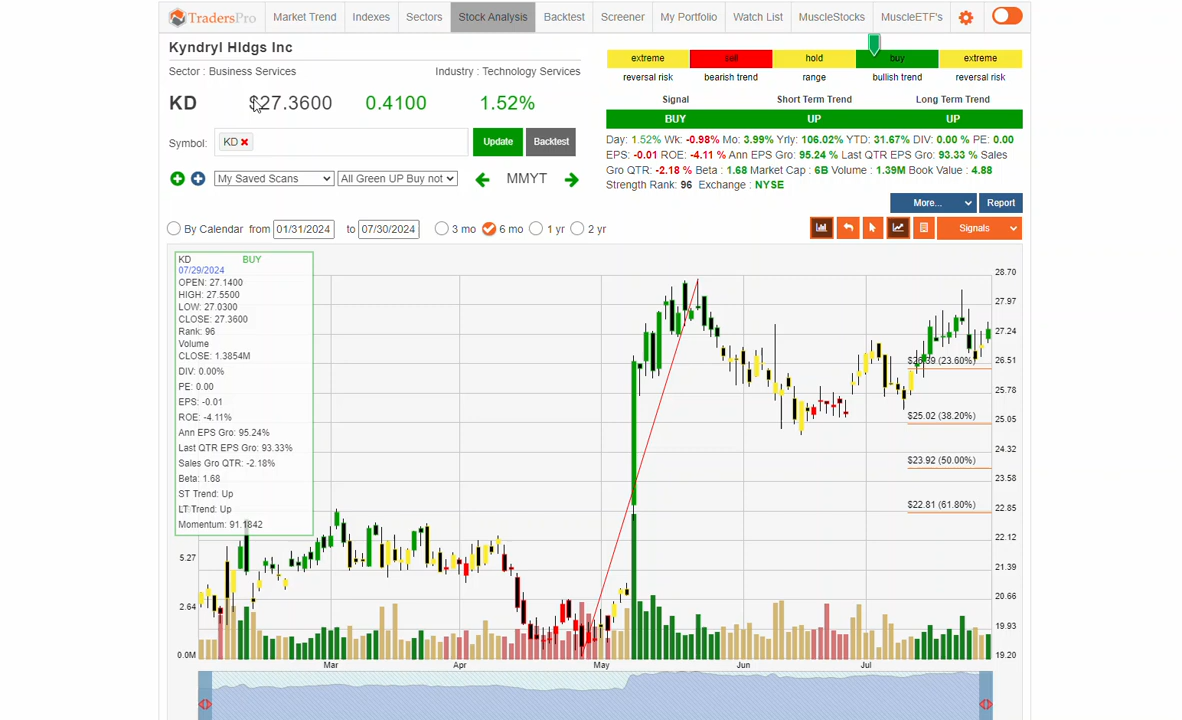 TradersPro Market Trend Indexes Sectors Stock Analysis Backtest Screener My Portfolio Watch List MuscleStocks MuscleETF's
Kyndryl Hldgs Inc
Sector : Business Services Industry : Technology Services
KD $27.3600 0.4100 1.52%
Symbol: KD Update Backtest
My Saved Scans All Green UP Buy not MMYT
extreme sell hold buy extreme
reversal risk bearish trend range bullish trend reversal risk
Signal Short Term Trend Long Term Trend
BUY UP UP
Day: 1.52% Wk: -0.98% Mo: 3.99% Yrly: 106.02% YTD: 31.67% DIV: 0.00 % PE: 0.00
EPS: -0.01 ROE: -4.11 % Ann EPS Gro: 95.24 % Last QTR EPS Gro: 93.33 % Sales
Gro QTR: -2.18 % Beta : 1.68 Market Cap : 6B Volume : 1.39M Book Value : 4.88
Strength Rank: 96 Exchange : NYSE
More... Report
By Calendar from 01/31/2024 to 07/30/2024 3 mo 6 mo 1 yr 2 yr
Signals
KD BUY
07/29/2024
OPEN: 27.1400
HIGH: 27.5500
LOW: 27.0300
CLOSE: 27.3600
Rank: 96
Volume
CLOSE: 1.3854M
DIV: 0.00%
PE: 0.00
EPS: -0.01
ROE: -4.11%
Ann EPS Gro: 95.24%
Last QTR EPS Gro: 93.33%
Sales Gro QTR: -2.18%
Beta: 1.68
ST Trend: Up
LT Trend: Up
Momentum: 91.1842
28.70
27.97
27.24
26.51
25.78
25.05
24.32
23.58
22.85
22.12
21.39
20.66
19.93
19.20
$26.39 (23.60%)
$25.02 (38.20%)
$23.92 (50.00%)
$22.81 (61.80%)
5.27
2.64
0.0M
Mar Apr May Jun Jul